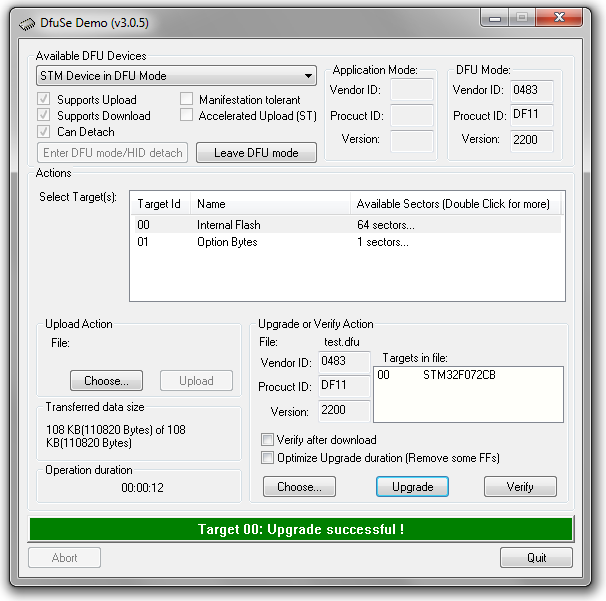 DfuSe Demo (v3.0.5)
Available DFU Devices
STM Device in DFU Mode
Supports Upload
Manifestation tolerant
Supports Download
Accelerated Upload (ST)
Can Detach
Enter DFU mode/HID detach
Leave DFU mode
Application Mode:
Vendor ID:
Procuct ID:
Version:
DFU Mode:
Vendor ID: 0483
Procuct ID: DF11
Version: 2200
Actions
Select Target(s):
Target Id Name Available Sectors (Double Click for more)
00 Internal Flash 64 sectors...
01 Option Bytes 1 sectors...
Upload Action
File:
Choose... Upload
Transferred data size
108 KB(110820 Bytes) of 108
KB(110820 Bytes)
Operation duration
00:00:12
Upgrade or Verify Action
File: test.dfu
Vendor ID: 0483
Procuct ID: DF11
Version: 2200
Targets in file:
00 STM32F072CB
Verify after download
Optimize Upgrade duration (Remove some FFs)
Choose... Upgrade Verify
Target 00: Upgrade successful !
Abort Quit